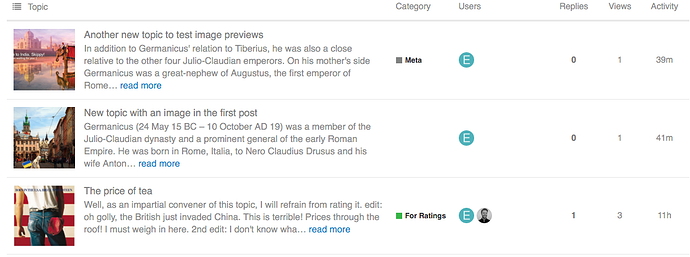 Topic Category Users Replies Views Activity
Another new topic to test image previews
In addition to Germanicus' relation to Tiberius, he was also a close
relative to the other four Julio-Claudian emperors. On his mother's side
Germanicus was a great-nephew of Augustus, the first emperor of
Rome… read more
Meta
E
0 1 39m
New topic with an image in the first post
Germanicus (24 May 15 BC – 10 October AD 19) was a member of the
Julio-Claudian dynasty and a prominent general of the early Roman
Empire. He was born in Rome, Italia, to Nero Claudius Drusus and his
wife Anton… read more
E
0 1 41m
The price of tea
Well, as an impartial convener of this topic, I will refrain from rating it. edit:
oh golly, the British just invaded China. This is terrible! Prices through the
roof! I must weigh in here. 2nd edit: I don't know wha… read more
For Ratings
E
1 3 11h